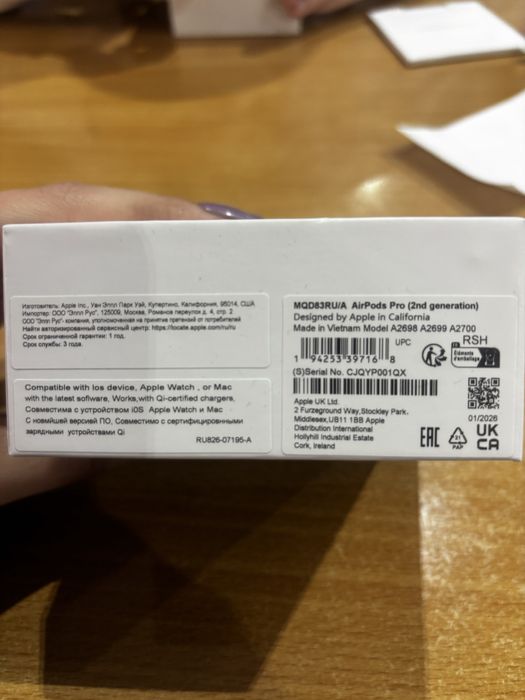 Изготовитель: Apple Inc., Уан Эппл Парк Уэй, Купертино, Калифорния, 95014, США
Импортер: ООО "Эппл Рус", 125009, Москва, Романов переулок д. 4, стр. 2
ООО "Эппл Рус"- компания, уполномоченная на принятие претензий от потребителей
Найти авторизированный сервисный центр: https://locate.apple.com/ru/ru
Срок ограниченной гарантии: 1 год.
Срок службы: 3 года.
Compatible with Ios device, Apple Watch , or Mac
with the latest software, Works,with Qi-certified chargers,
Совместима с устройством iOS Apple Watch и Mac
С новийшей версией ПО, Совместимо с сертифицированными
зарядными устройствами Qi
RU826-07195-A
MQD83RU/A AirPods Pro (2nd generation)
Designed by Apple in California
Made in Vietnam Model A2698 A2699 A2700
UPC
RSH
1 94253 39716 8
Éléments
d'emballage
(S)Serial No. CJQYP001QX
Apple UK Ltd.
2 Furzeground Way,Stockley Park.
Middlesex,UB11 1BB Apple
Distribution International
Hollyhill Industrial Estate
Cork, Ireland
01/2026
EAC
21
PAP
UK
CA